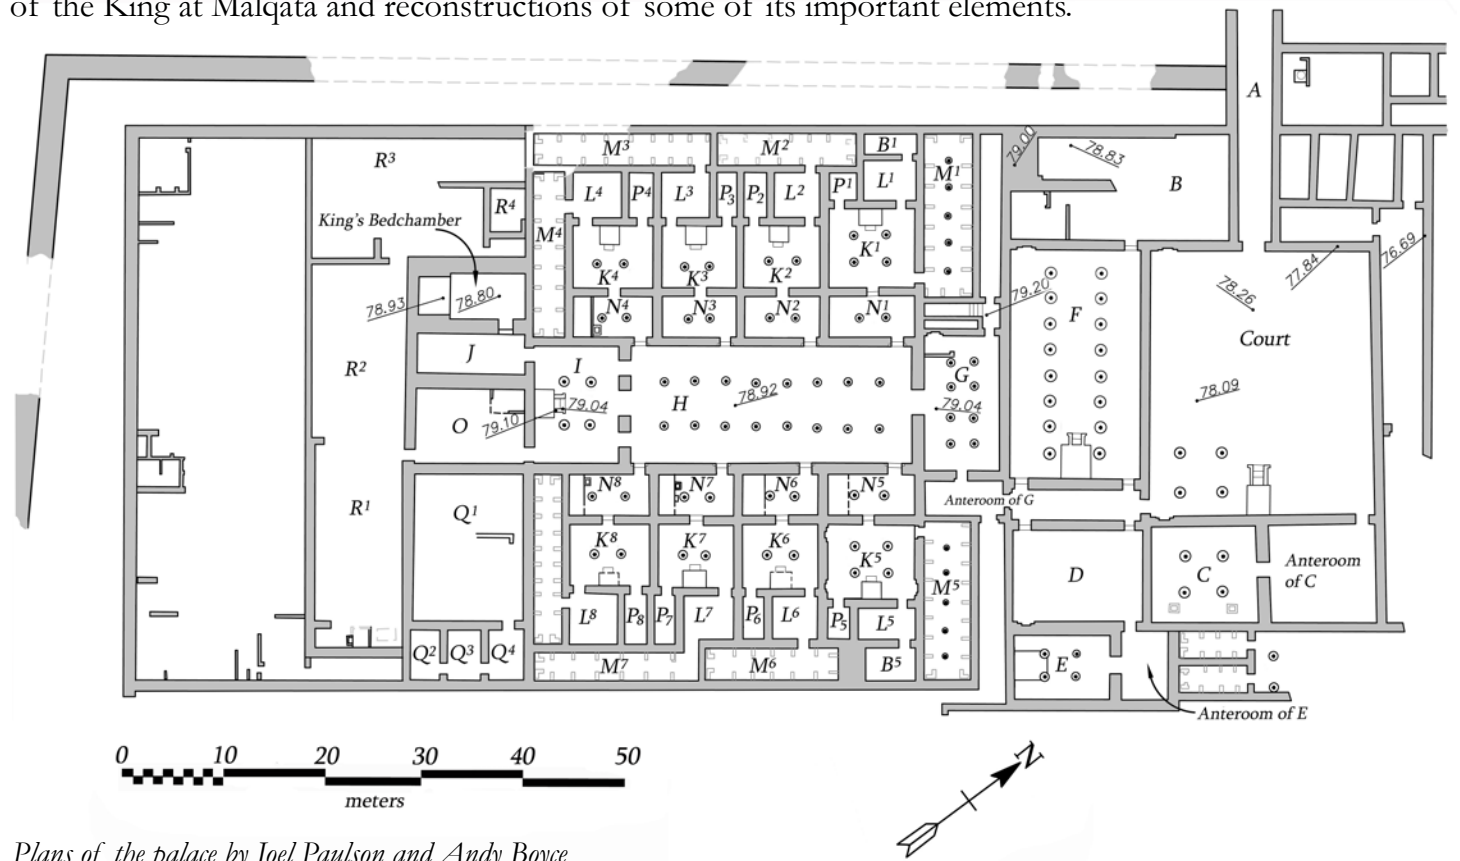 of the King at Malqata and reconstructions of some of its important elements.
A
R³ M³ M² B¹ 79.00 78.83
L⁴ P⁴ L³ P₃ P₂ L² P¹ L¹ M¹ B
R⁴
King's Bedchamber
M⁴ K¹ 76.69
K⁴ K³ K² 77.84
78.93 78.80 79.20 78.26
N⁴ N³ N² N¹ F
Court
J I G
R² H 78.92 78.09
79.04 79.04
O 79.10
N⁸ N⁷ N⁶ N⁵
Anteroom of G
R¹ Q¹
K⁸ K⁷ K⁶ K⁵
Anteroom
of C
M⁵ D C
L⁸ P₈ P₇ L⁷ P₆ L⁶ P₅ L⁵
Q² Q³ Q⁴ M⁷ M⁶ B⁵ E
Anteroom of E
0 10 20 30 40 50
meters
N
Plans of the palace by Joel Paulson and Andy Boyce